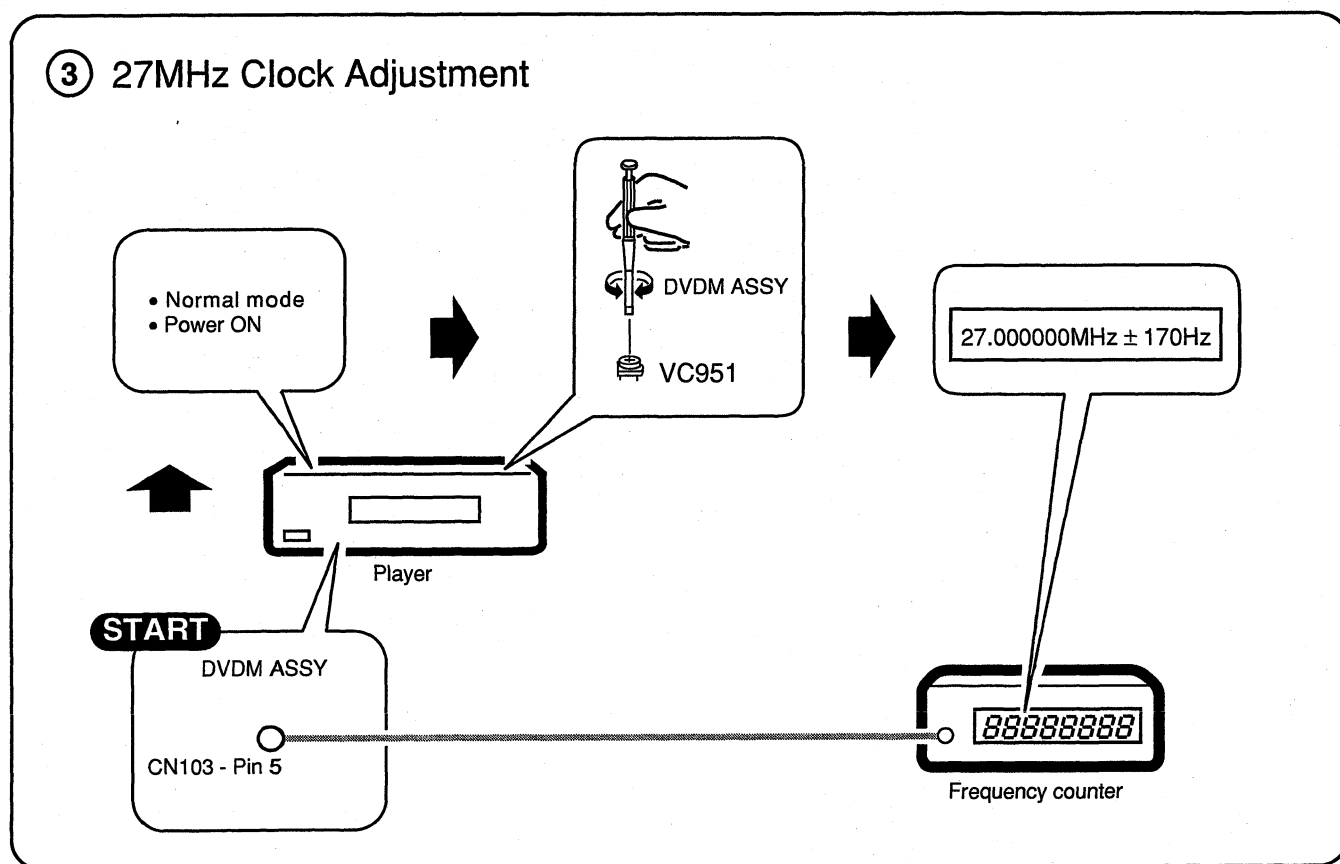 ③ 27MHz Clock Adjustment
• Normal mode
• Power ON
DVDM ASSY
VC951
27.000000MHz ± 170Hz
Player
START
DVDM ASSY
CN103 - Pin 5
88888888
Frequency counter